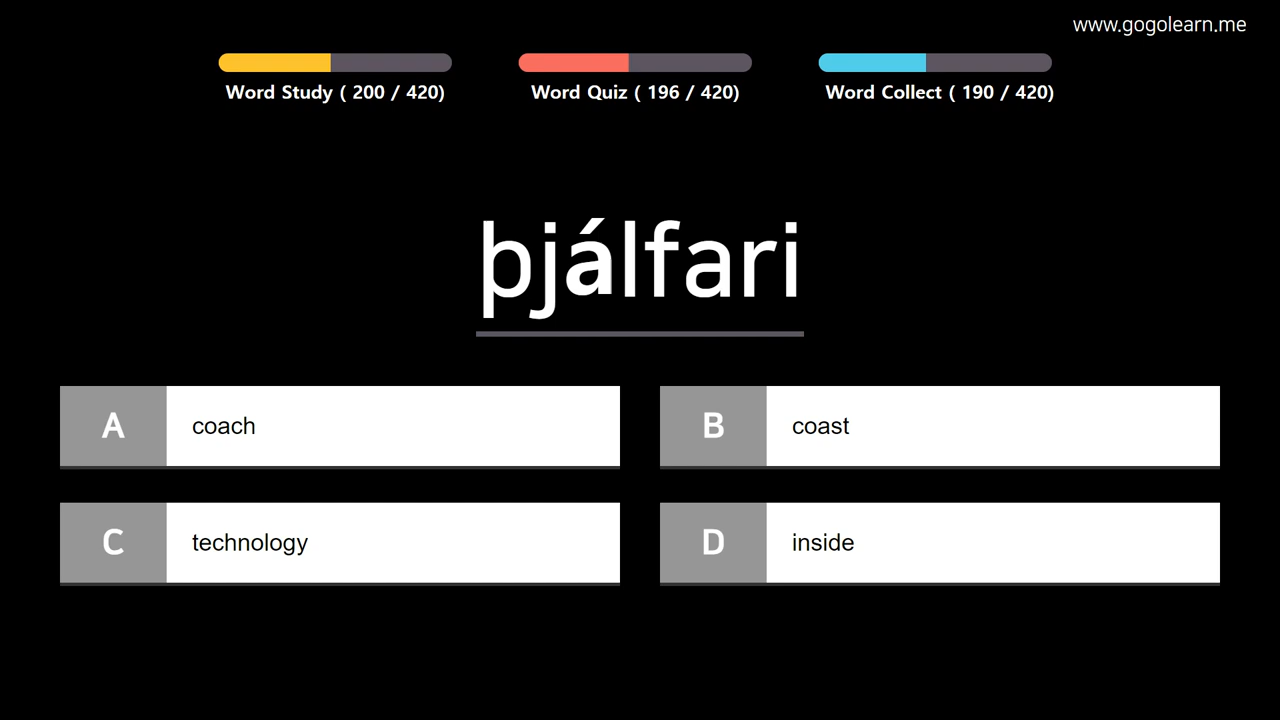 www.gogolearn.me
Word Study ( 200 / 420)
Word Quiz ( 196 / 420)
Word Collect ( 190 / 420)
þjálfari
A coach
B coast
C technology
D inside